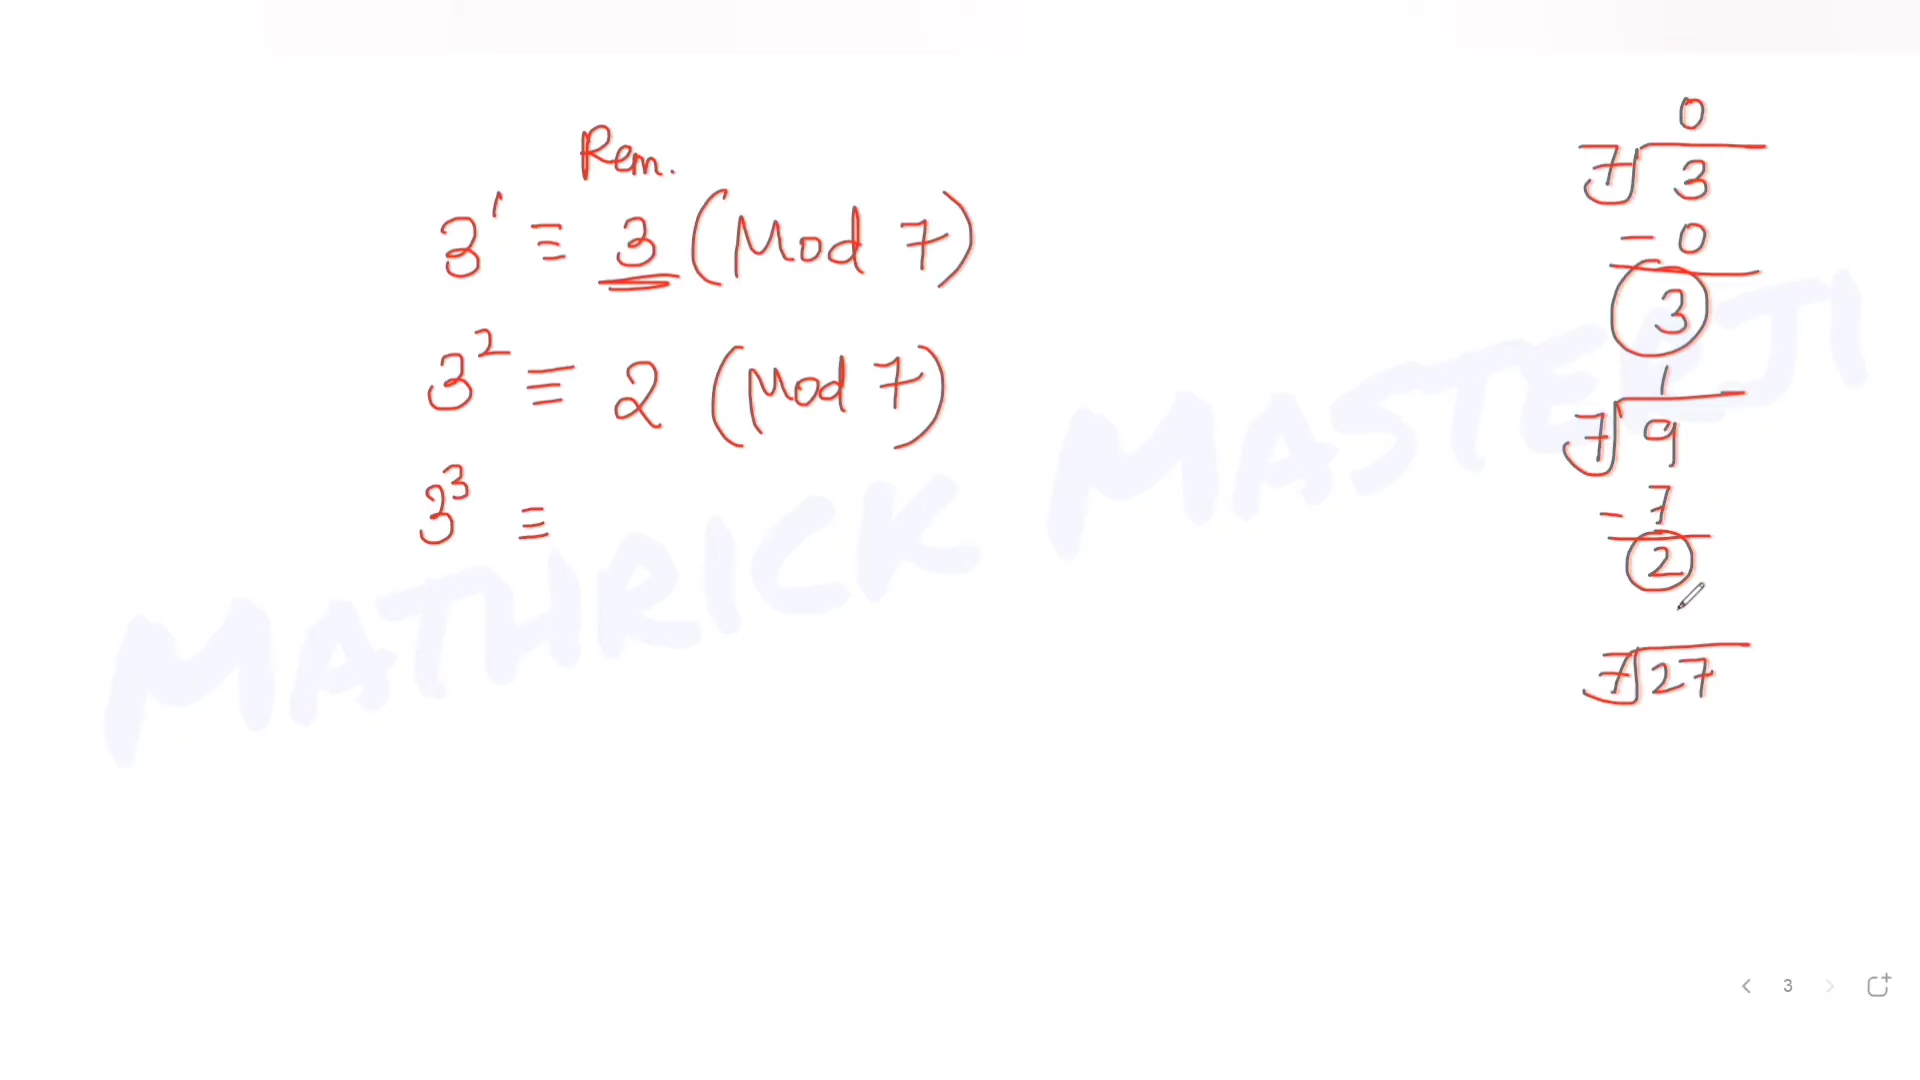 Rem.
3¹ ≡ 3 (Mod 7)
3² ≡ 2 (Mod 7)
3³ ≡
0
7 3
- 0
3
1
7 9
- 7
2
7 27
MATHRICK MASTERJI
3